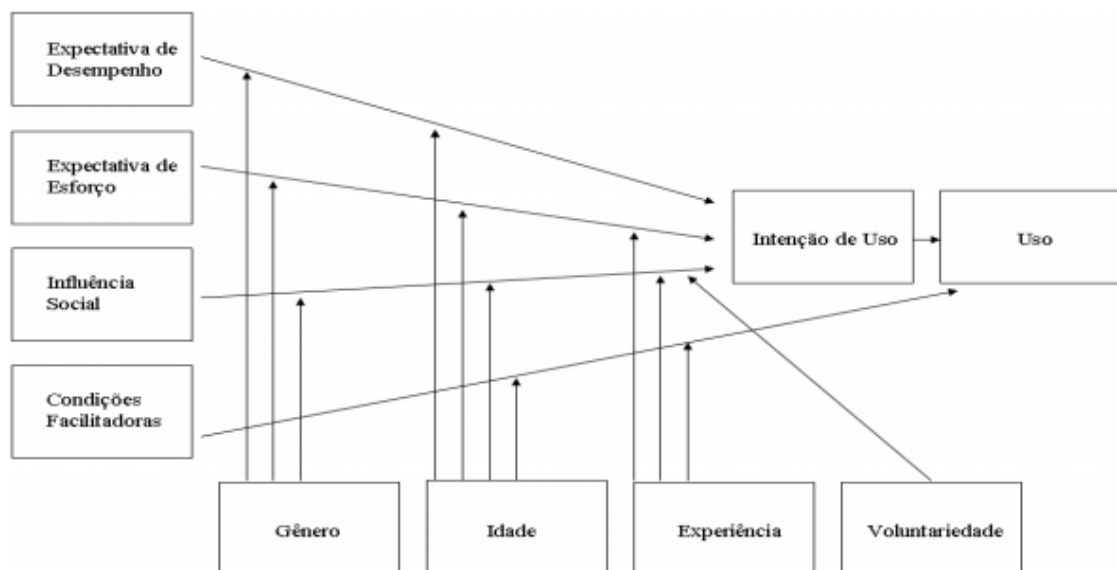 Expectativa de
Desempenho
Expectativa de
Esforço
Influência
Social
Condições
Facilitadoras
Intenção de Uso
Uso
Gênero
Idade
Experiência
Voluntariedade